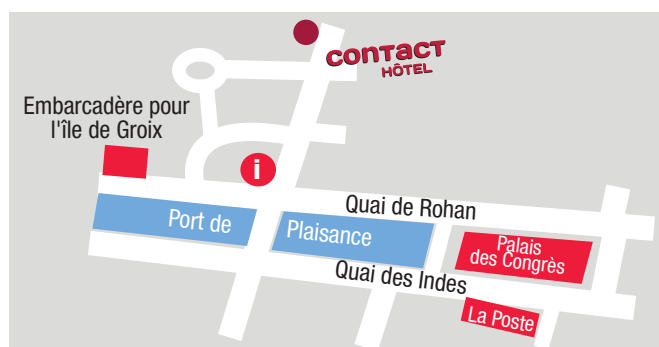 contact
HÔTEL
Embarcadère pour
l'île de Groix
i
Quai de Rohan
Port de
Plaisance
Palais
des Congrès
Quai des Indes
La Poste